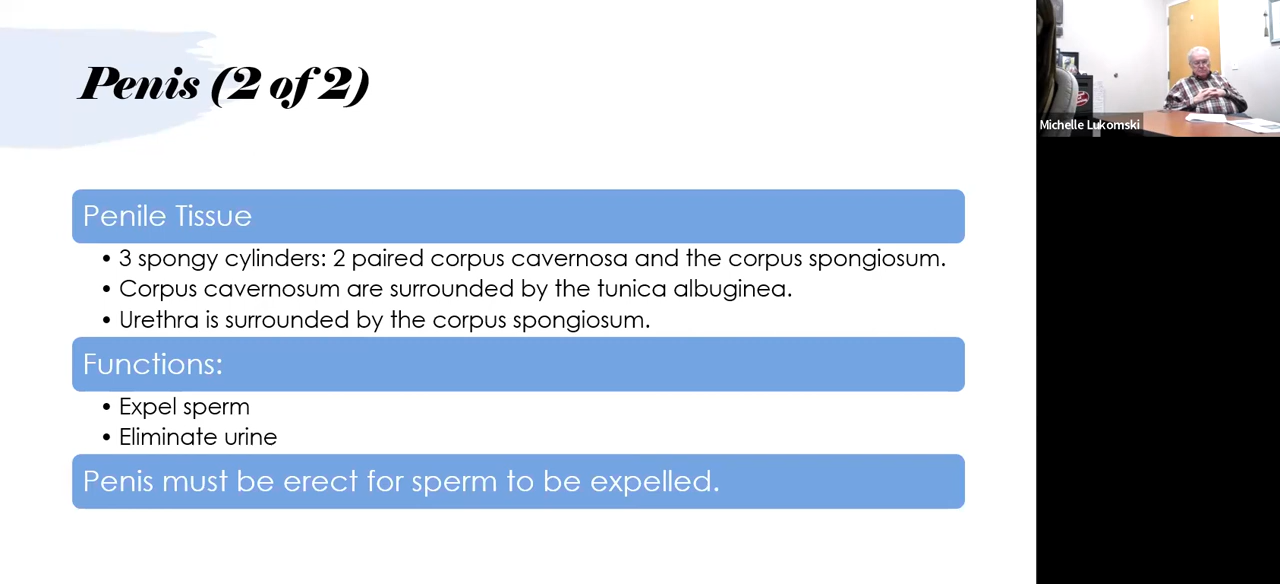 Penis (2 of 2)
Michelle Lukomski
Penile Tissue
• 3 spongy cylinders: 2 paired corpus cavernosa and the corpus spongiosum.
• Corpus cavernosum are surrounded by the tunica albuginea.
• Urethra is surrounded by the corpus spongiosum.
Functions:
• Expel sperm
• Eliminate urine
Penis must be erect for sperm to be expelled.